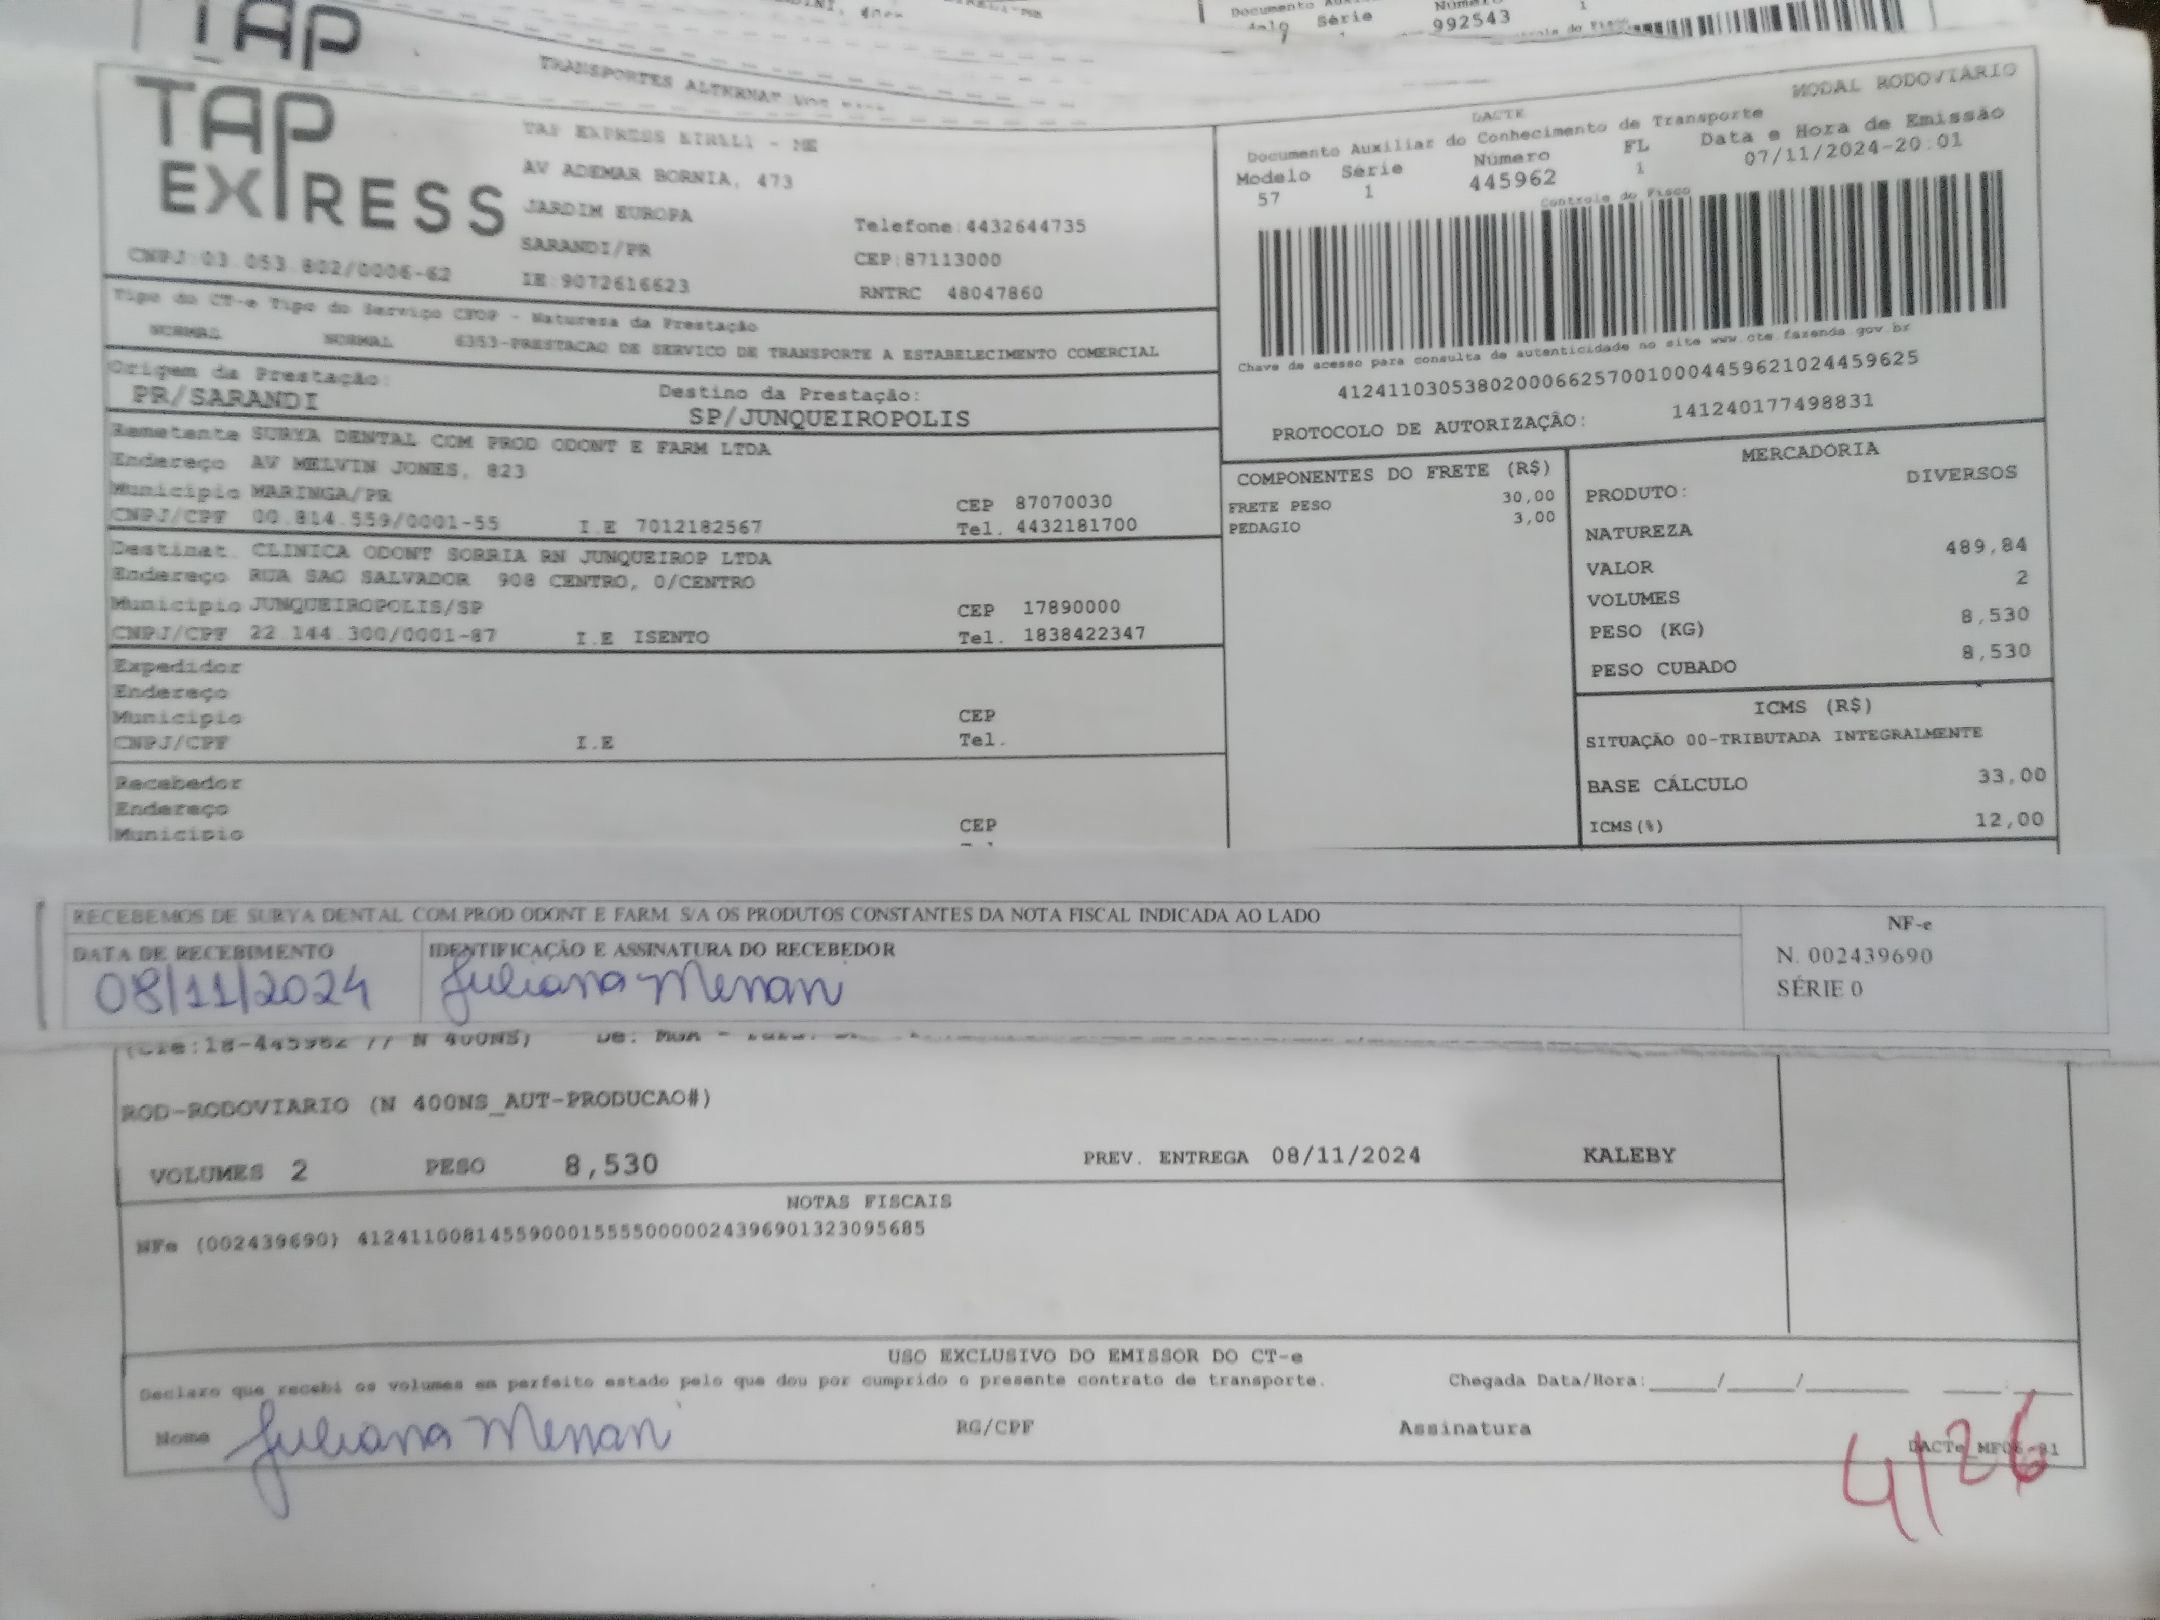 TAP
TRANSPORTES
Documento
Série
992543
TAP EXPRESS
TAP EXPRESS EIRELI - ME
AV ADEMAR BORNIA, 473
JARDIM EUROPA
Telefone:4432644735
SARANDI/PR
CEP:87113000
CNPJ:03.053.802/0006-62
IE:9072616623
RNTRC 48047860
DACTE
MODAL RODOVIÁRIO
Documento Auxiliar do Conhecimento de Transporte
Modelo Série Número FL Data e Hora de Emissão
57 1 445962 1 07/11/2024-20:01
Controle do Fisco
Chave de acesso para consulta de autenticidade no site www.cte.fazenda.gov.br
41241103053802000662570010004459621024459625
PROTOCOLO DE AUTORIZAÇÃO: 141240177498831
Tipo do CT-e Tipo do Serviço CFOP - Natureza da Prestação
NORMAL NORMAL 6353-PRESTACAO DE SERVICO DE TRANSPORTE A ESTABELECIMENTO COMERCIAL
Origem da Prestação: Destino da Prestação:
PR/SARANDI SP/JUNQUEIROPOLIS
Remetente SURYA DENTAL COM PROD ODONT E FARM LTDA
Endereço AV MELVIN JONES, 823
Municipio MARINGA/PR CEP 87070030
CNPJ/CPF 00.814.559/0001-55 I.E 7012182567 Tel. 4432181700
Destinat. CLINICA ODONT SORRIA RN JUNQUEIROP LTDA
Endereço RUA SAO SALVADOR 908 CENTRO, 0/CENTRO
Municipio JUNQUEIROPOLIS/SP CEP 17890000
CNPJ/CPF 22.144.300/0001-87 I.E ISENTO Tel. 1838422347
Expedidor
Endereço
Municipio CEP
CNPJ/CPF I.E Tel.
Recebedor
Endereço
Municipio CEP
COMPONENTES DO FRETE (R$)
FRETE PESO 30,00
PEDAGIO 3,00
MERCADORIA
PRODUTO: DIVERSOS
NATUREZA
VALOR 489,84
VOLUMES 2
PESO (KG) 8,530
PESO CUBADO 8,530
ICMS (R$)
SITUAÇÃO 00-TRIBUTADA INTEGRALMENTE
BASE CÁLCULO 33,00
ICMS(%) 12,00
RECEBEMOS DE SURYA DENTAL COM.PROD ODONT E FARM. S/A OS PRODUTOS CONSTANTES DA NOTA FISCAL INDICADA AO LADO
DATA DE RECEBIMENTO IDENTIFICAÇÃO E ASSINATURA DO RECEBEDOR
08/11/2024 Juliana Menani
NF-e
N. 002439690
SÉRIE 0
(Cte:18-445962 // N 400NS)
ROD-RODOVIARIO (N 400NS_AUT-PRODUCAO#)
VOLUMES 2 PESO 8,530 PREV. ENTREGA 08/11/2024 KALEBY
NOTAS FISCAIS
NFe (002439690) 41241100814559000155550000024396901323095685
USO EXCLUSIVO DO EMISSOR DO CT-e
Declaro que recebi os volumes em perfeito estado pelo que dou por cumprido o presente contrato de transporte. Chegada Data/Hora:_____/_____/________ ____:____
Nome Juliana Menani RG/CPF Assinatura
4/26